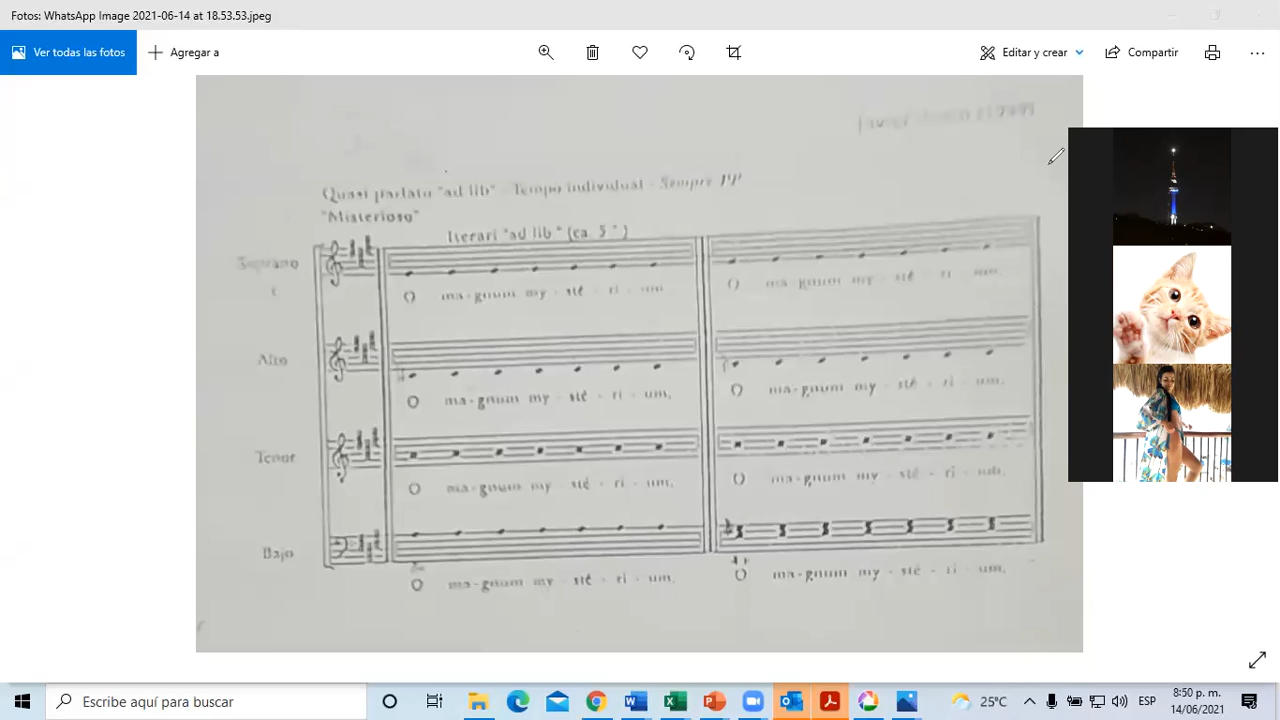 Fotos: WhatsApp Image 2021-06-14 at 18.53.53.jpeg
Ver todas las fotos
Agregar a
Editar y crear
Compartir
Quasi parlato "ad lib" - Tempo individual - Sempre pp
"Misterioso"
Iterari "ad lib" (ca. 5")
Soprano
O ma-gnum my-sté-ri-um,
O ma-gnum my-sté-ri-um,
Alto
O ma-gnum my-sté-ri-um,
O ma-gnum my-sté-ri-um,
Tenor
O ma-gnum my-sté-ri-um,
O ma-gnum my-sté-ri-um,
Bajo
O ma-gnum my-sté-ri-um,
O ma-gnum my-sté-ri-um,
Escribe aquí para buscar
25°C
ESP
8:50 p. m.
14/06/2021